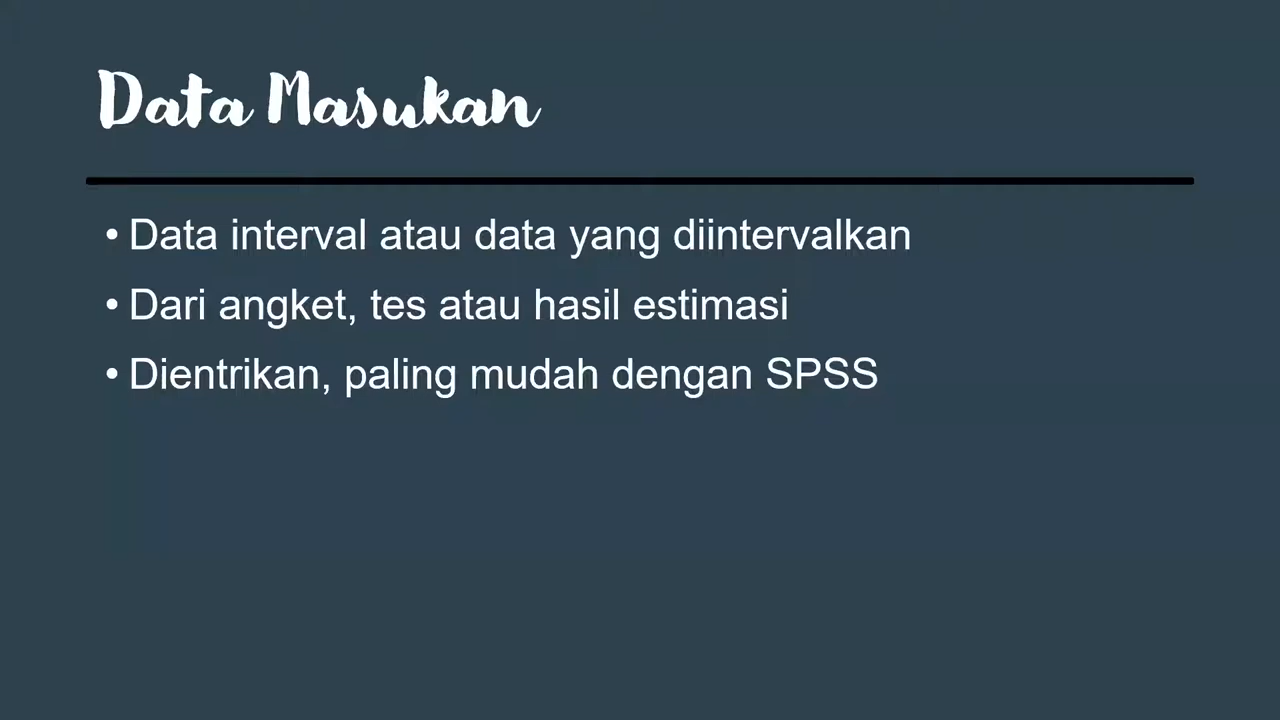 Data Masukan
• Data interval atau data yang diintervalkan
• Dari angket, tes atau hasil estimasi
• Dientrikan, paling mudah dengan SPSS